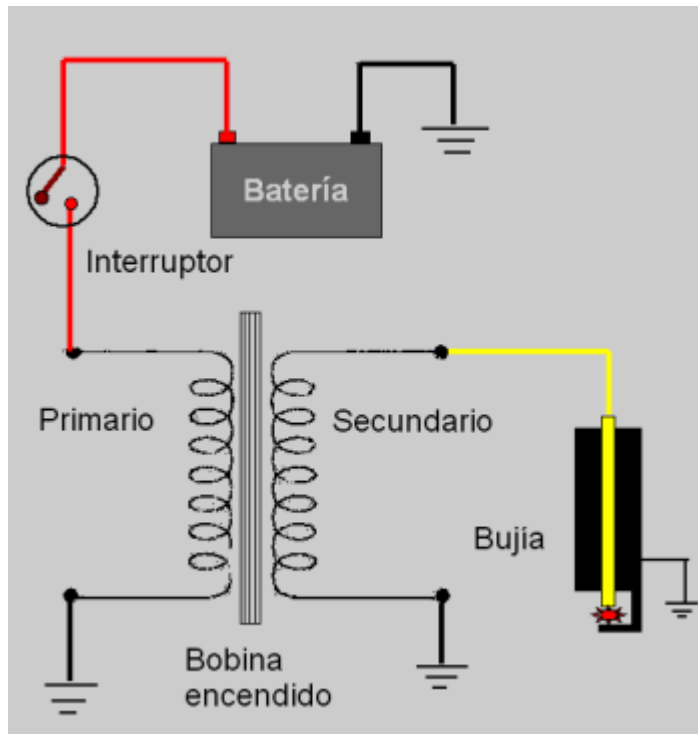 Batería
Interruptor
Primario
Secundario
Bujía
Bobina
encendido